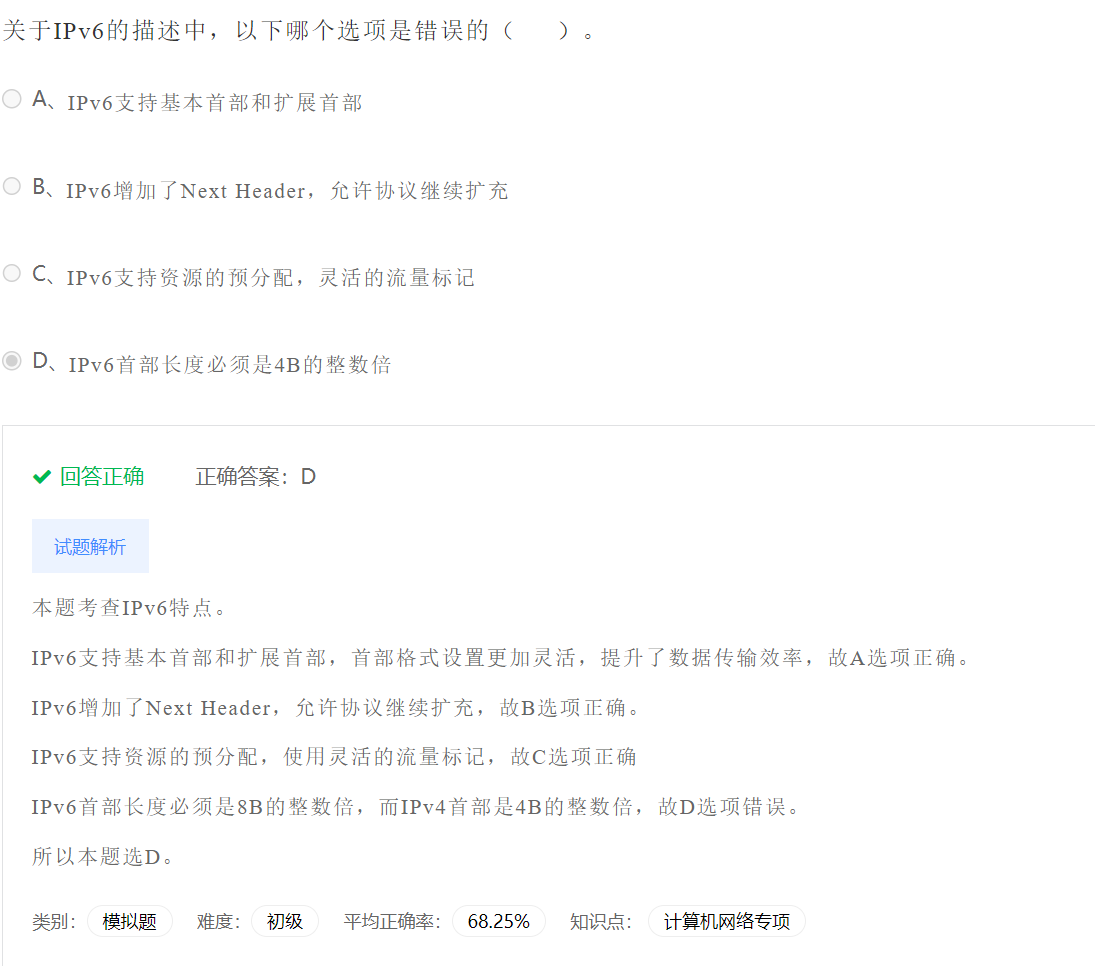 关于IPv6的描述中，以下哪个选项是错误的（  ）。
A、IPv6支持基本首部和扩展首部
B、IPv6增加了Next Header，允许协议继续扩充
C、IPv6支持资源的预分配，灵活的流量标记
D、IPv6首部长度必须是4B的整数倍
回答正确 正确答案：D
试题解析
本题考查IPv6特点。
IPv6支持基本首部和扩展首部，首部格式设置更加灵活，提升了数据传输效率，故A选项正确。
IPv6增加了Next Header，允许协议继续扩充，故B选项正确。
IPv6支持资源的预分配，使用灵活的流量标记，故C选项正确
IPv6首部长度必须是8B的整数倍，而IPv4首部是4B的整数倍，故D选项错误。
所以本题选D。
类别： 模拟题 难度： 初级 平均正确率： 68.25% 知识点： 计算机网络专项